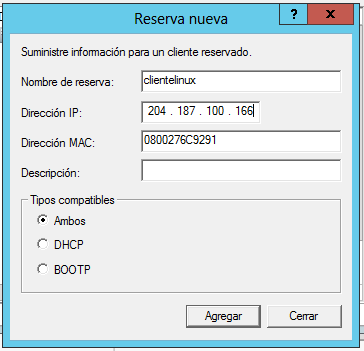 Reserva nueva
? x
Suministre información para un cliente reservado.
Nombre de reserva: clientelinux
Dirección IP: 204 . 187 . 100 . 166
Dirección MAC: 0800276C9291
Descripción:
Tipos compatibles
Ambos
DHCP
BOOTP
Agregar Cerrar